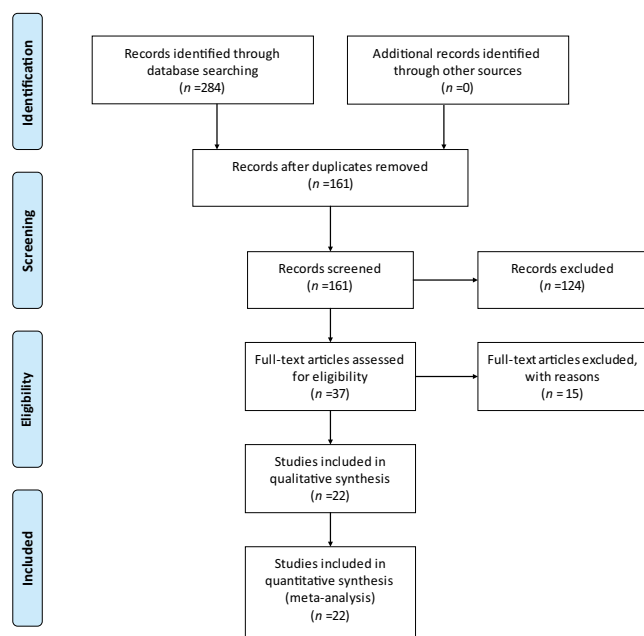 Identification
Records identified through
database searching
(n =284)
Additional records identified
through other sources
(n =0)
Records after duplicates removed
(n =161)
Screening
Records screened
(n =161)
Records excluded
(n =124)
Eligibility
Full-text articles assessed
for eligibility
(n =37)
Full-text articles excluded,
with reasons
(n = 15)
Studies included in
qualitative synthesis
(n =22)
Included
Studies included in
quantitative synthesis
(meta-analysis)
(n =22)